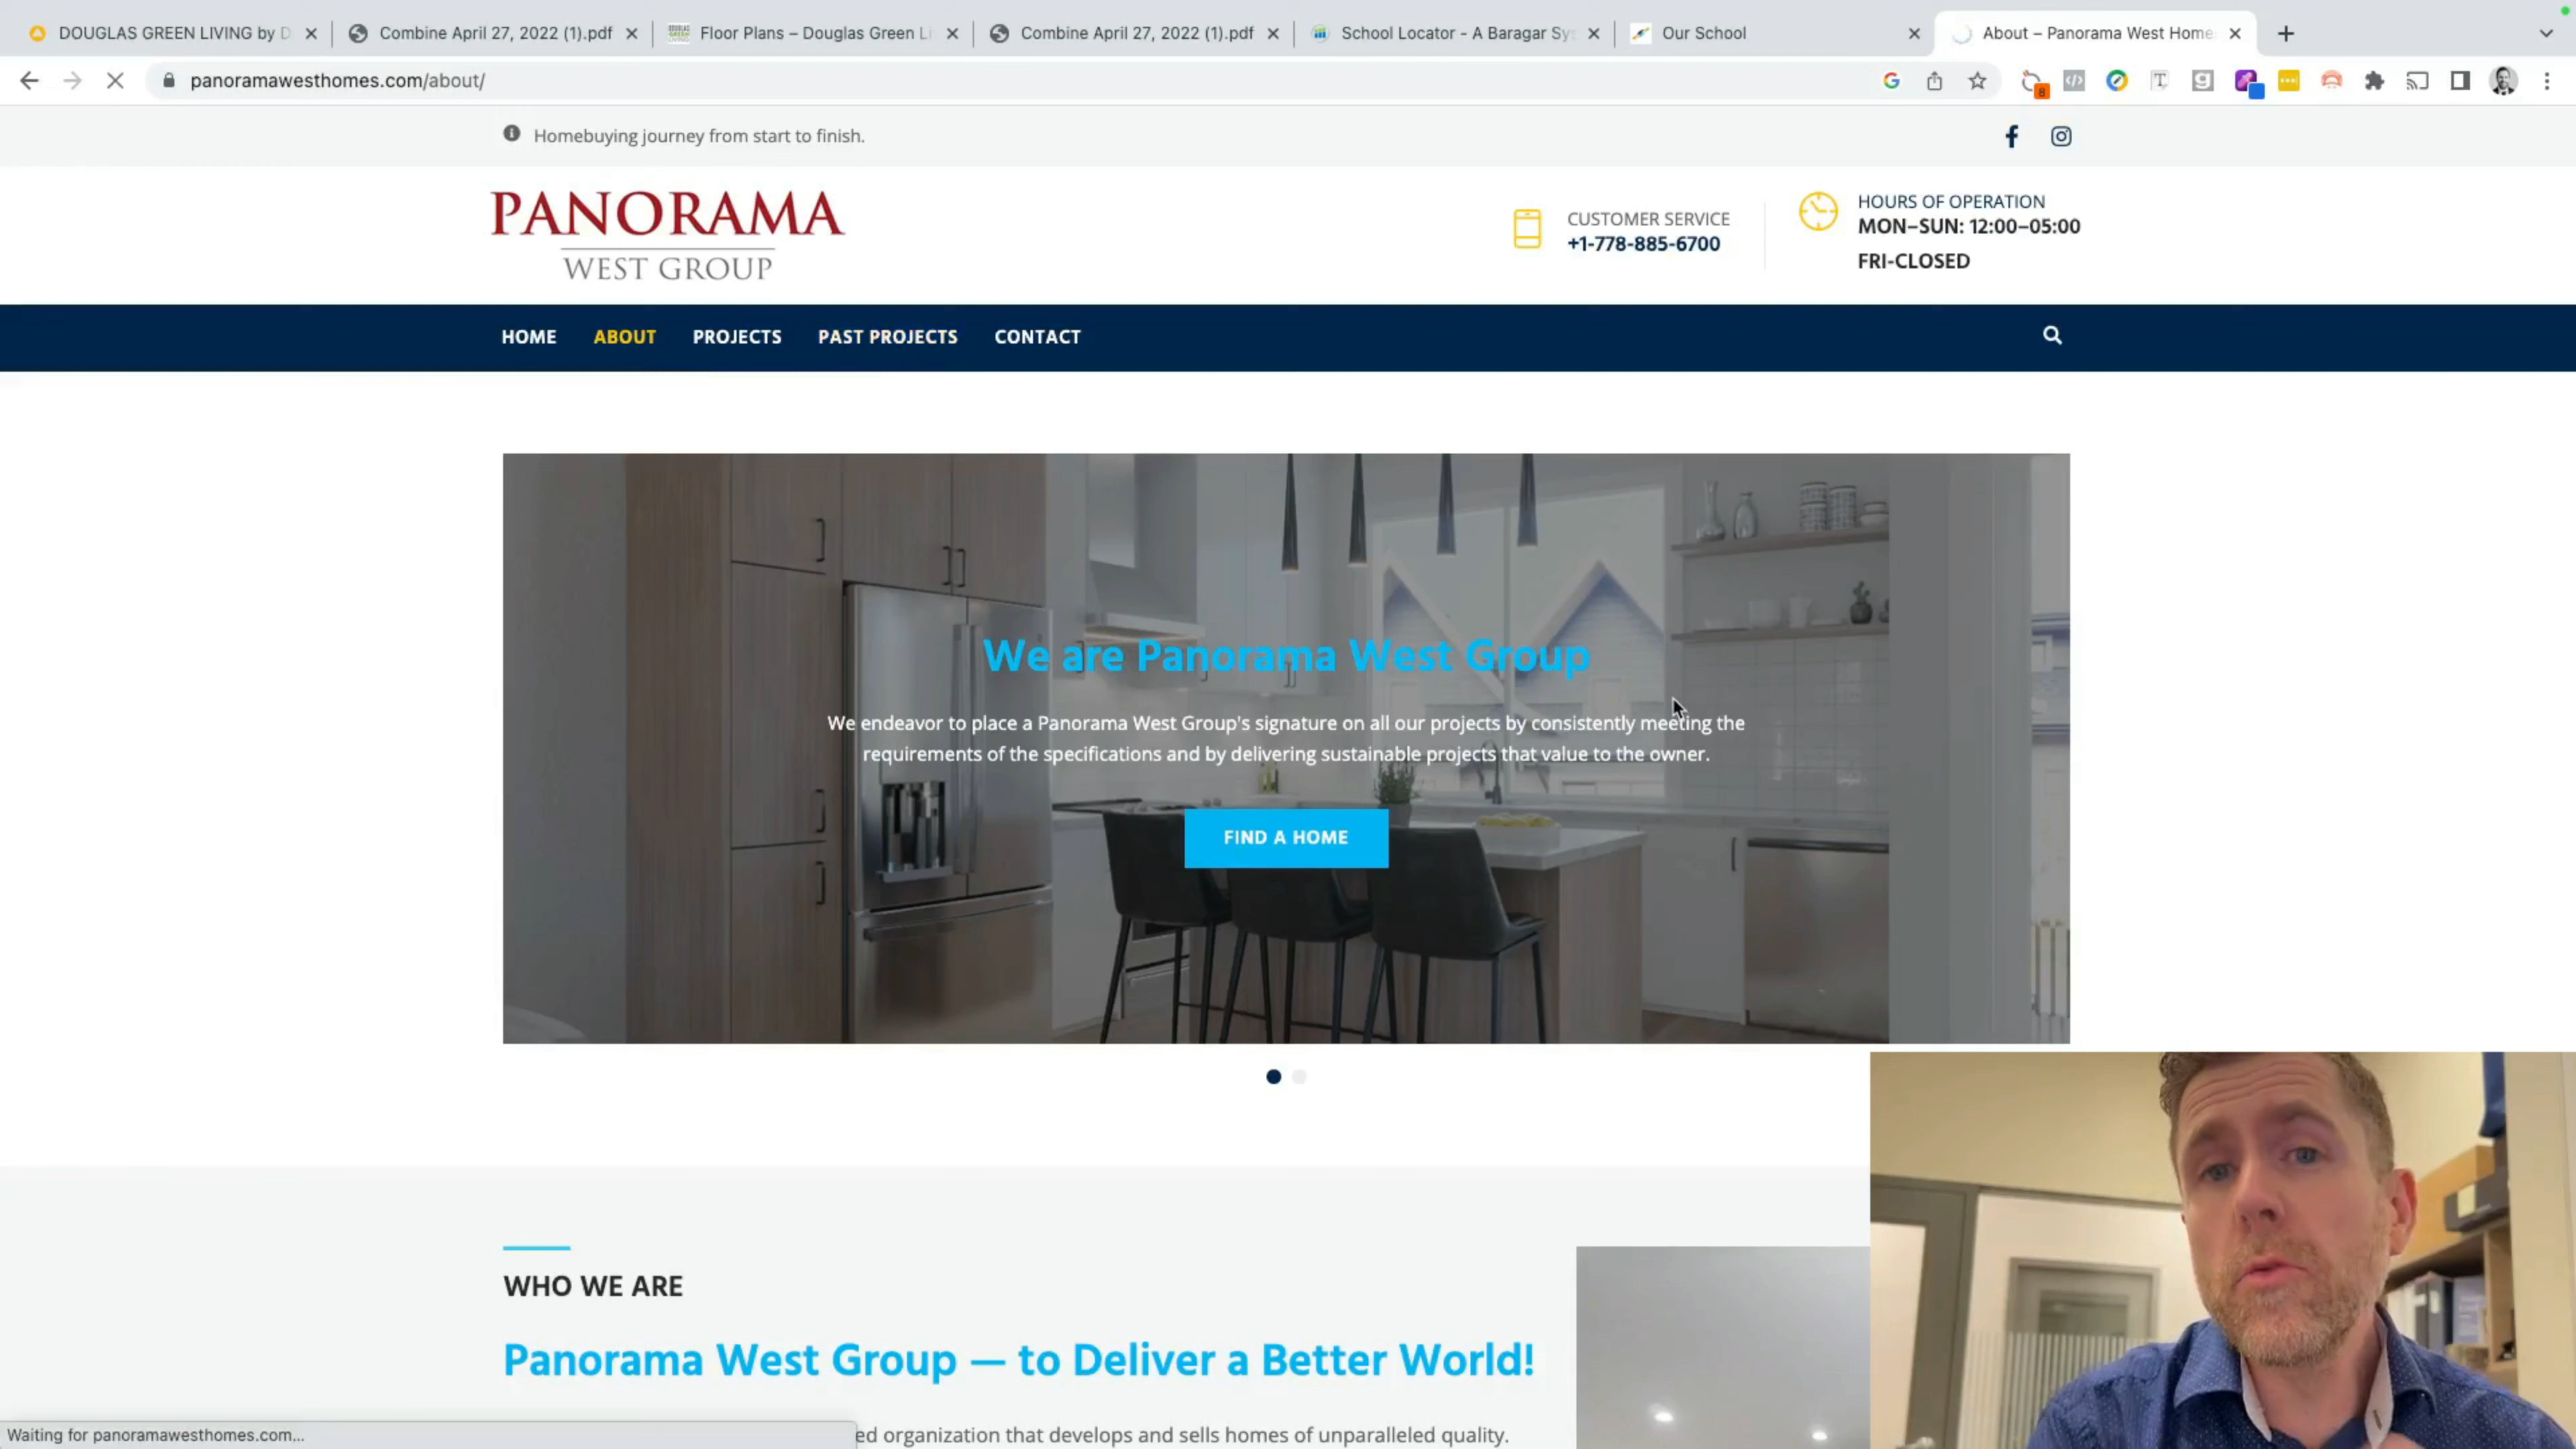 DOUGLAS GREEN LIVING by D
Combine April 27, 2022 (1).pdf
Floor Plans – Douglas Green Li
Combine April 27, 2022 (1).pdf
School Locator - A Baragar Sys
Our School
About – Panorama West Home
panoramawesthomes.com/about/
8
Homebuying journey from start to finish.
PANORAMA
WEST GROUP
CUSTOMER SERVICE
+1-778-885-6700
HOURS OF OPERATION
MON–SUN: 12:00–05:00
FRI-CLOSED
HOME ABOUT PROJECTS PAST PROJECTS CONTACT
We are Panorama West Group
We endeavor to place a Panorama West Group's signature on all our projects by consistently meeting the
requirements of the specifications and by delivering sustainable projects that value to the owner.
FIND A HOME
WHO WE ARE
Panorama West Group — to Deliver a Better World!
ed organization that develops and sells homes of unparalleled quality.
Waiting for panoramawesthomes.com...